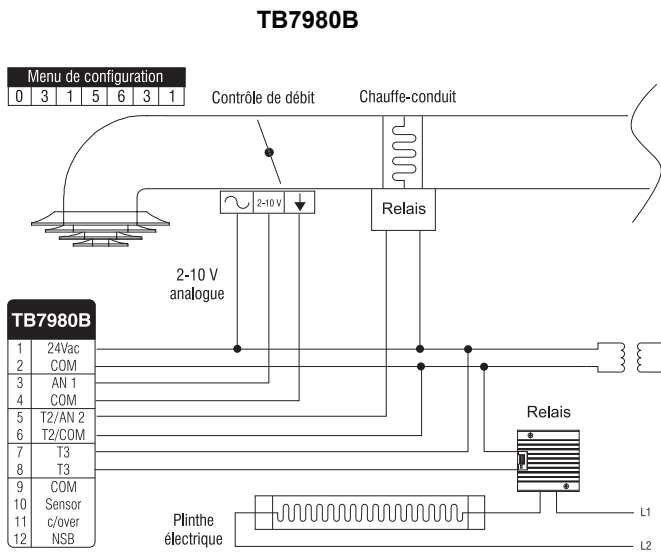 TB7980B
Menu de configuration
0 3 1 5 6 3 1
Contrôle de débit
Chauffe-conduit
2-10 V
Relais
2-10 V
analogue
TB7980B
1 24Vac
2 COM
3 AN 1
4 COM
5 T2/AN 2
6 T2/COM
7 T3
8 T3
9 COM
10 Sensor
11 c/over
12 NSB
Relais
Plinthe
électrique
L1
L2